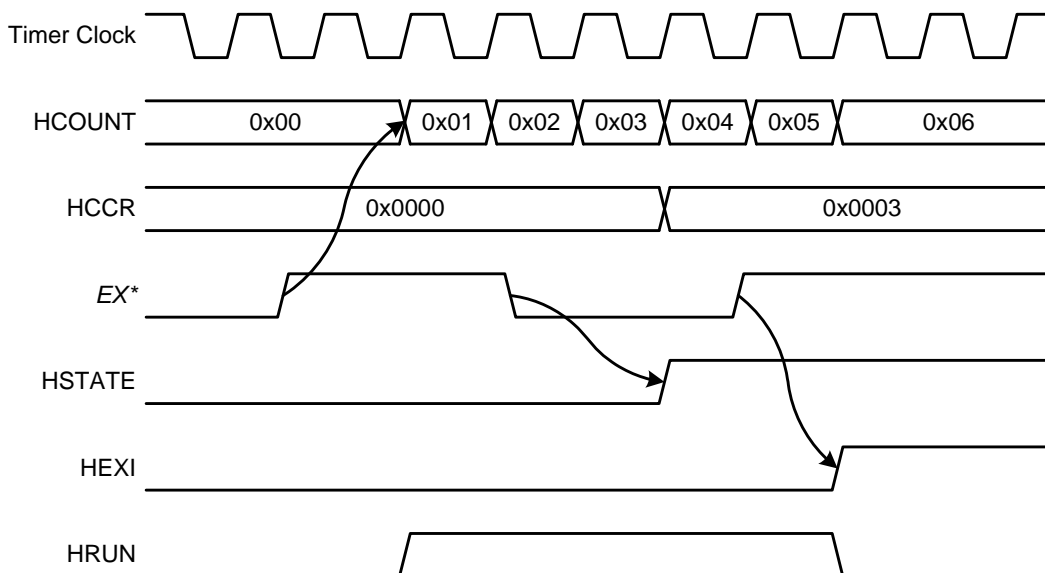 Timer Clock
HCOUNT 0x00 0x01 0x02 0x03 0x04 0x05 0x06
HCCR 0x0000 0x0003
EX*
HSTATE
HEXI
HRUN